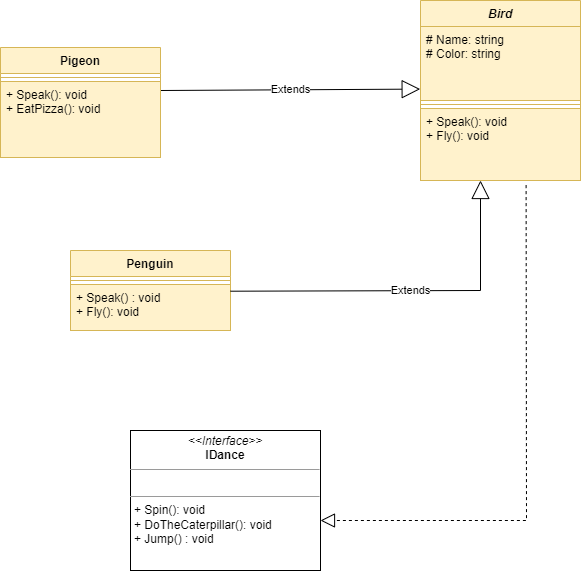 Bird
# Name: string
# Color: string
+ Speak(): void
+ Fly(): void
Pigeon
+ Speak(): void
+ EatPizza(): void
Extends
Penguin
+ Speak() : void
+ Fly(): void
Extends
<<Interface>>
IDance
+ Spin(): void
+ DoTheCaterpillar(): void
+ Jump() : void